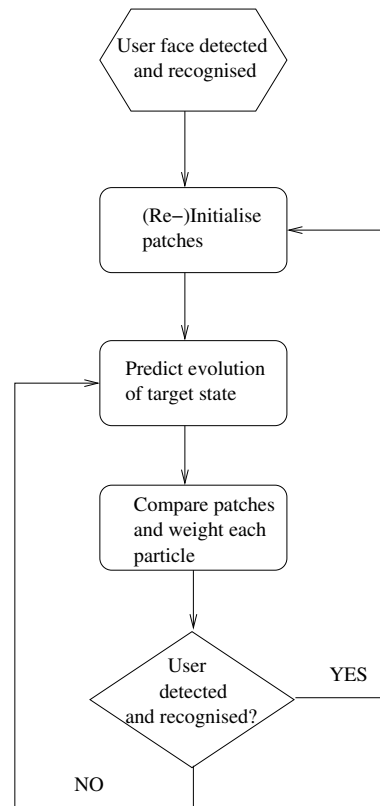 User face detected
and recognised
(Re−)Initialise
patches
Predict evolution
of target state
Compare patches
and weight each
particle
User
detected
and recognised?
YES
NO